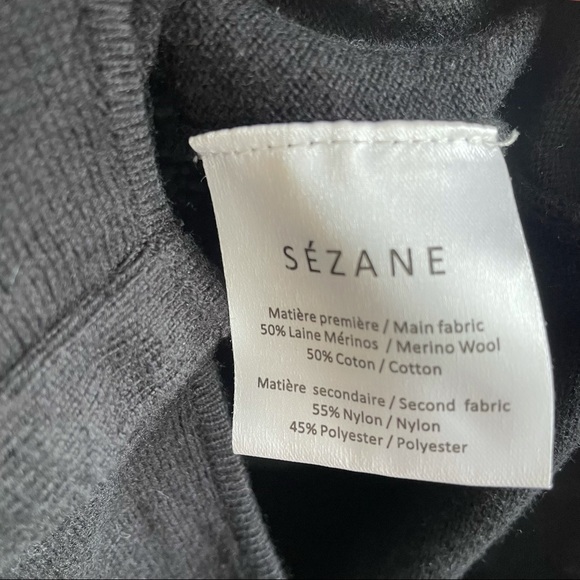 SÉZANE
Matière première / Main fabric
50% Laine Mérinos / Merino Wool
50% Coton / Cotton
Matière secondaire / Second fabric
55% Nylon / Nylon
45% Polyester / Polyester